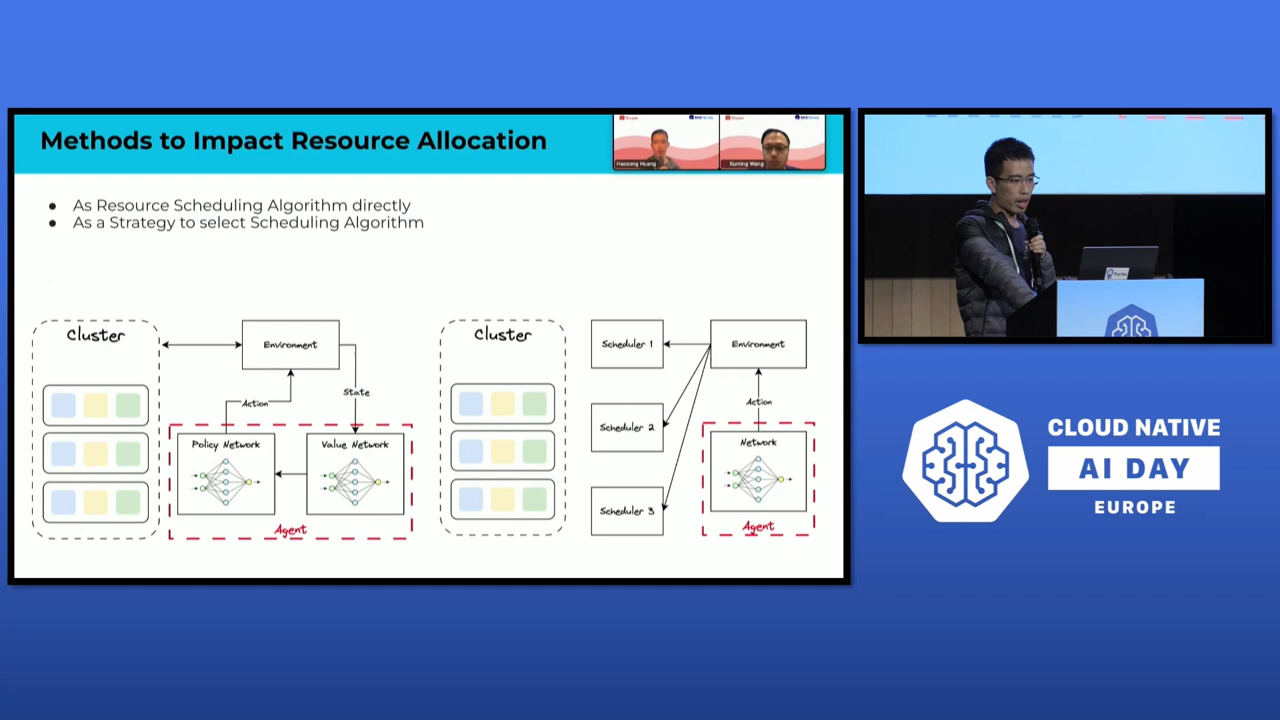 Methods to Impact Resource Allocation
Haoxong Huang
Xuming Wang
As Resource Scheduling Algorithm directly
As a Strategy to select Scheduling Algorithm
Cluster
Environment
State
Action
Policy Network
Value Network
Agent
Cluster
Scheduler 1
Environment
Scheduler 2
Action
Network
Scheduler 3
Agent
CLOUD NATIVE
AI DAY
EUROPE